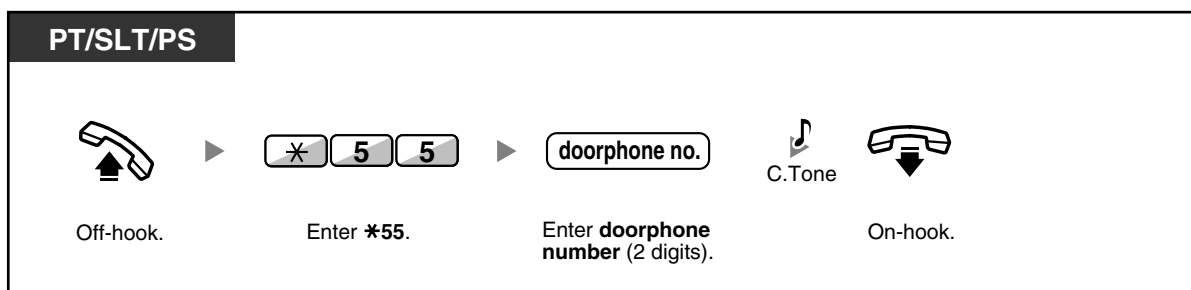 PT/SLT/PS
* 5 5
doorphone no.
C.Tone
Off-hook.
Enter *55.
Enter doorphone
number (2 digits).
On-hook.